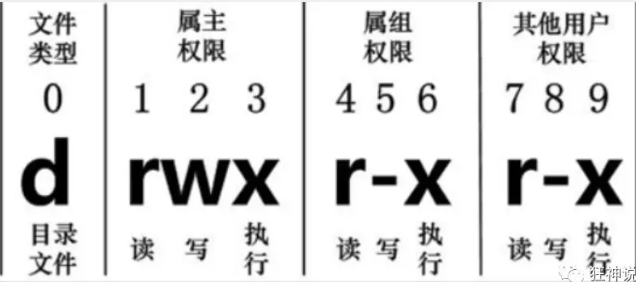 文件 属主 属组 其他用户
类型 权限 权限 权限
0 1 2 3 4 5 6 7 8 9
d rwx r-x r-x
目录 读 写 执 读 写 执 读 写 执
文件 行 行 行
狂神说